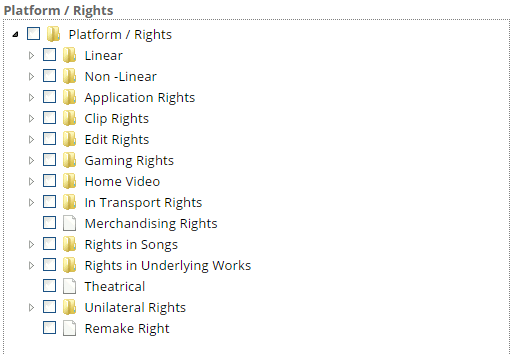 Platform / Rights
Platform / Rights
Linear
Non -Linear
Application Rights
Clip Rights
Edit Rights
Gaming Rights
Home Video
In Transport Rights
Merchandising Rights
Rights in Songs
Rights in Underlying Works
Theatrical
Unilateral Rights
Remake Right